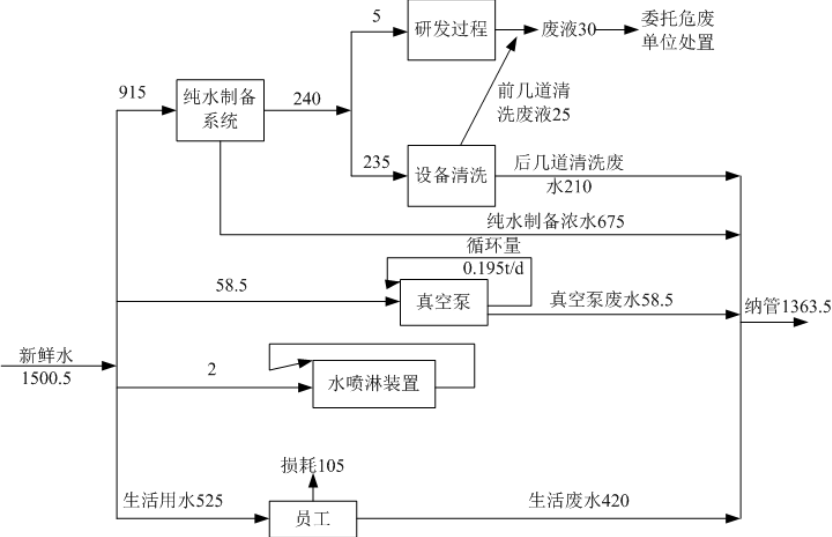 5
研发过程
废液30
委托危废
单位处置
915
纯水制备
系统
240
前几道清
洗废液25
235
设备清洗
后几道清洗废
水210
纯水制备浓水675
循环量
0.195t/d
58.5
真空泵
真空泵废水58.5
纳管1363.5
新鲜水
1500.5
2
水喷淋装置
损耗105
生活用水525
员工
生活废水420